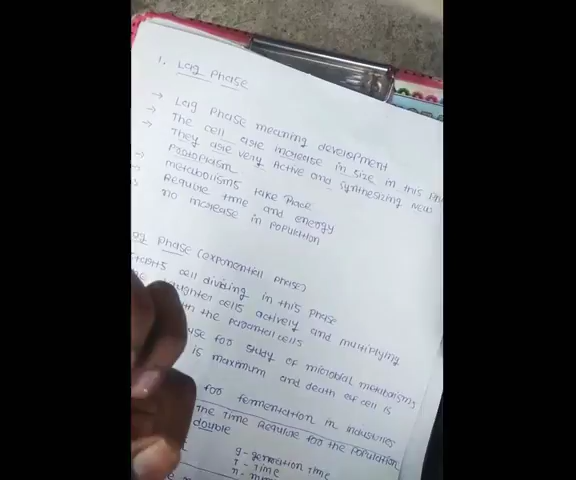 1. Lag Phase
→ Lag Phase meaning development
→ The cell are increase in size in this
→ They are very Active and synthesizing new
Protoplasm
→ metabolisms take Place
Require time and energy
no increase in population
Phase (exponential phase)
cell dividing in this phase
daughter cells actively and multiplying
the parental cells
for study of microbial metabolisms
is maximum and death of cell is
for fermentation in industries
The Time Require for the Population
double
g - generation Time
T - Time
n -